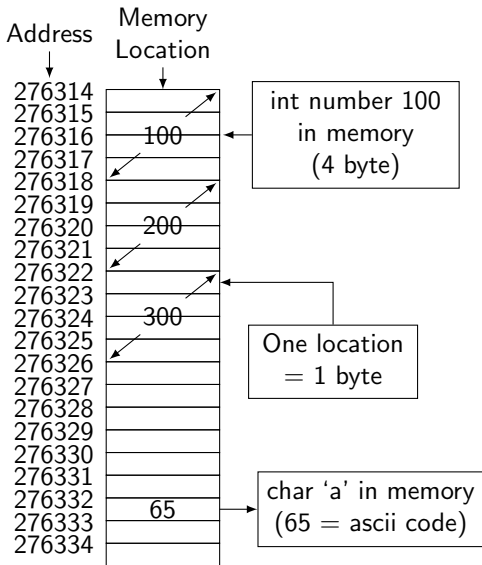 Address
Memory
Location
276314
276315
276316
276317
276318
276319
276320
276321
276322
276323
276324
276325
276326
276327
276328
276329
276330
276331
276332
276333
276334
100
200
300
65
int number 100
in memory
(4 byte)
One location
= 1 byte
char ‘a’ in memory
(65 = ascii code)